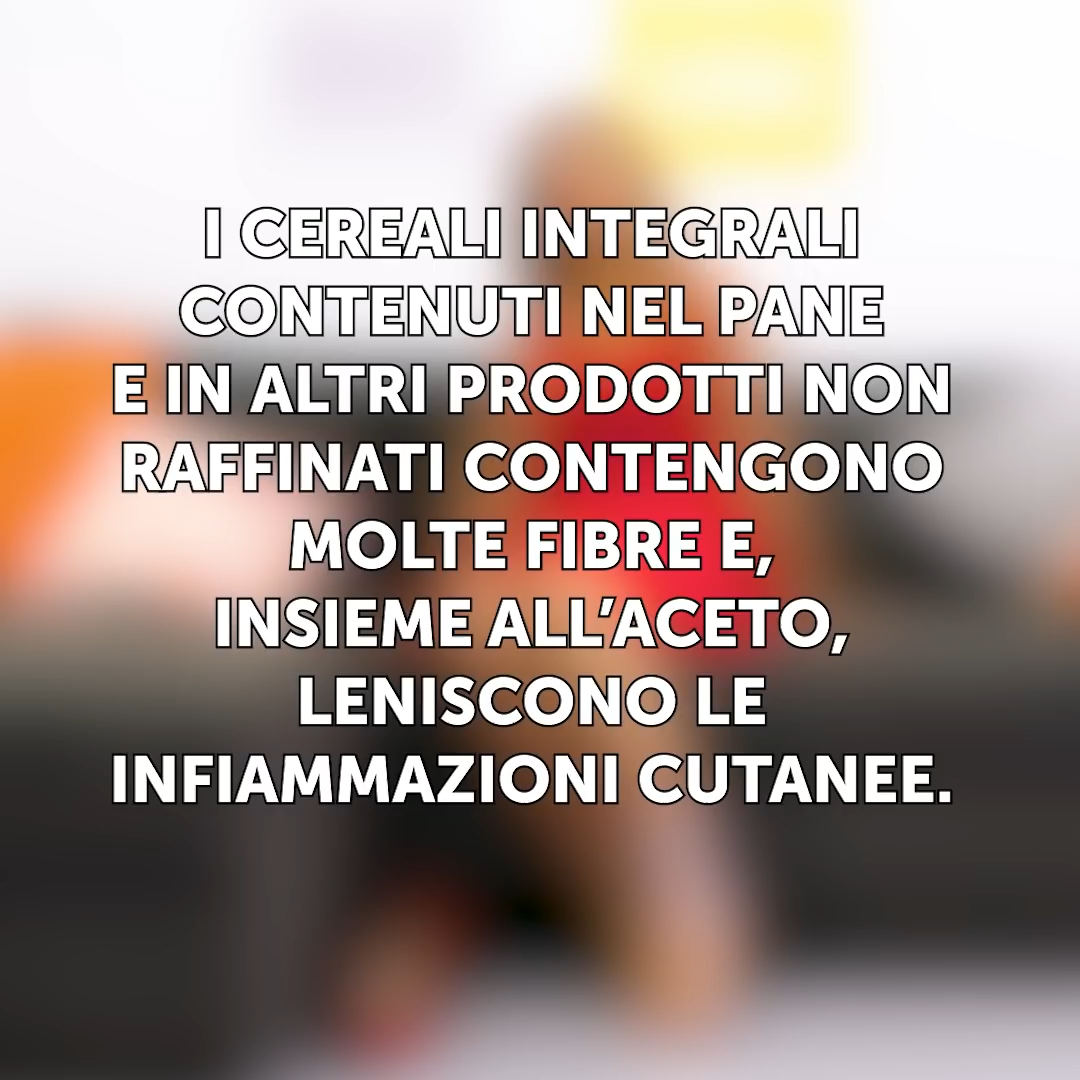 I CEREALI INTEGRALI
CONTENUTI NEL PANE
E IN ALTRI PRODOTTI NON
RAFFINATI CONTENGONO
MOLTE FIBRE E,
INSIEME ALL’ACETO,
LENISCONO LE
INFIAMMAZIONI CUTANEE.